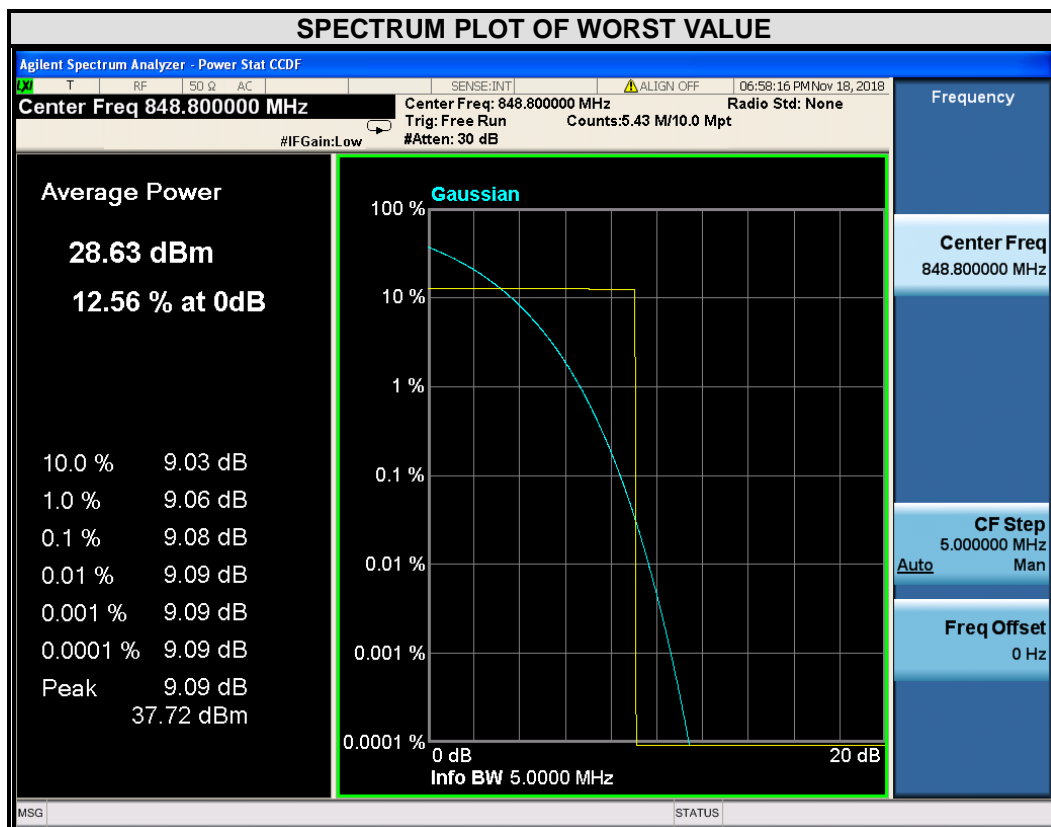 SPECTRUM PLOT OF WORST VALUE
Agilent Spectrum Analyzer - Power Stat CCDF
LXI T RF 50 Ω AC SENSE:INT ALIGN OFF 06:58:16 PM Nov 18, 2018
Center Freq 848.800000 MHz
#IFGain:Low
Center Freq: 848.800000 MHz Radio Std: None
Trig: Free Run Counts:5.43 M/10.0 Mpt
#Atten: 30 dB
Average Power
28.63 dBm
12.56 % at 0dB
10.0 % 9.03 dB
1.0 % 9.06 dB
0.1 % 9.08 dB
0.01 % 9.09 dB
0.001 % 9.09 dB
0.0001 % 9.09 dB
Peak 9.09 dB
37.72 dBm
Gaussian
100 %
10 %
1 %
0.1 %
0.01 %
0.001 %
0.0001 %
0 dB 20 dB
Info BW 5.0000 MHz
Frequency
Center Freq
848.800000 MHz
CF Step
5.000000 MHz
Auto Man
Freq Offset
0 Hz
MSG STATUS